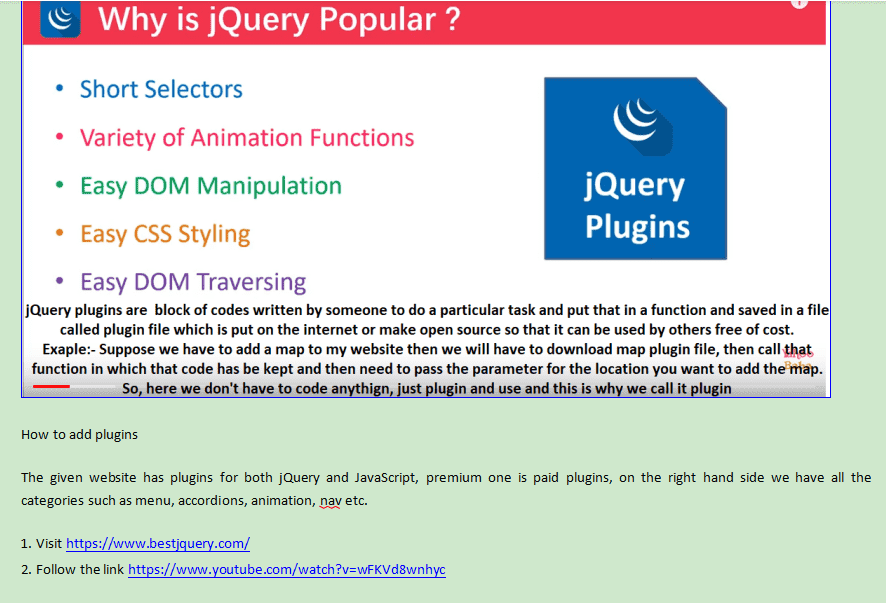 Why is jQuery Popular ?
• Short Selectors
• Variety of Animation Functions
• Easy DOM Manipulation
• Easy CSS Styling
• Easy DOM Traversing
jQuery
Plugins
jQuery plugins are block of codes written by someone to do a particular task and put that in a function and saved in a file
called plugin file which is put on the internet or make open source so that it can be used by others free of cost.
Exaple:- Suppose we have to add a map to my website then we will have to download map plugin file, then call that
function in which that code has be kept and then need to pass the parameter for the location you want to add the map.
So, here we don't have to code anythign, just plugin and use and this is why we call it plugin
How to add plugins
The given website has plugins for both jQuery and JavaScript, premium one is paid plugins, on the right hand side we have all the
categories such as menu, accordions, animation, nav etc.
1. Visit https://www.bestjquery.com/
2. Follow the link https://www.youtube.com/watch?v=wFKVd8wnhyc